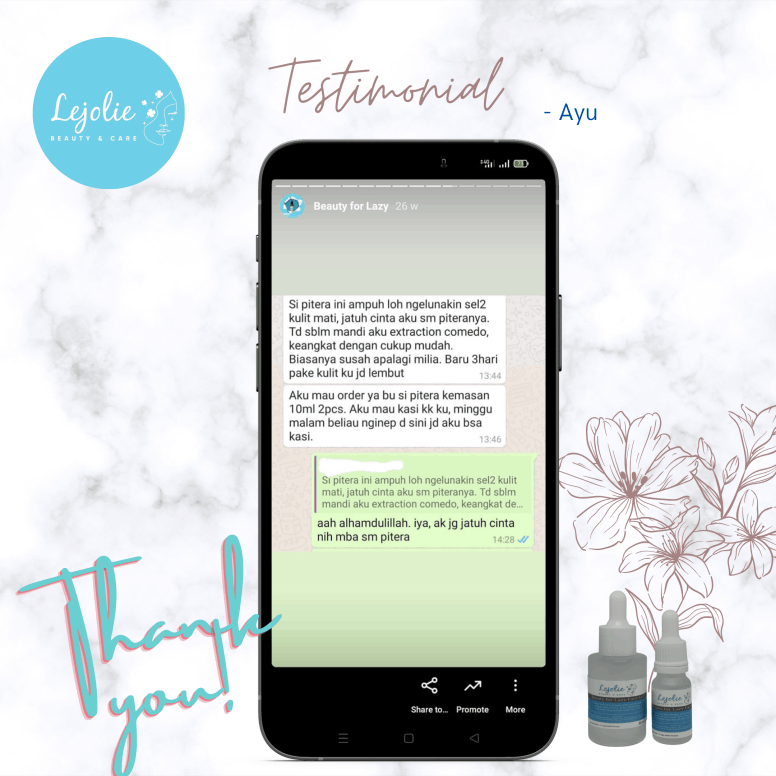 Lejolie
BEAUTY & CARE
Testimonial
- Ayu
Beauty for Lazy 26 w
Si pitera ini ampuh loh ngelunakin sel2
kulit mati, jatuh cinta aku sm piteranya.
Td sblm mandi aku extraction comedo,
keangkat dengan cukup mudah.
Biasanya susah apalagi milia. Baru 3hari
pake kulit ku jd lembut
13:44
Aku mau order ya bu si pitera kemasan
10ml 2pcs. Aku mau kasi kk ku, minggu
malam beliau nginep d sini jd aku bsa
kasi.
13:46
Si pitera ini ampuh loh ngelunakin sel2 kulit
mati, jatuh cinta aku sm piteranya. Td sblm
mandi aku extraction comedo, keangkat de...
aah alhamdulillah. iya, ak jg jatuh cinta
nih mba sm pitera
14:28
Share to... Promote More
Thank
you!
Lejolie
Lejolie